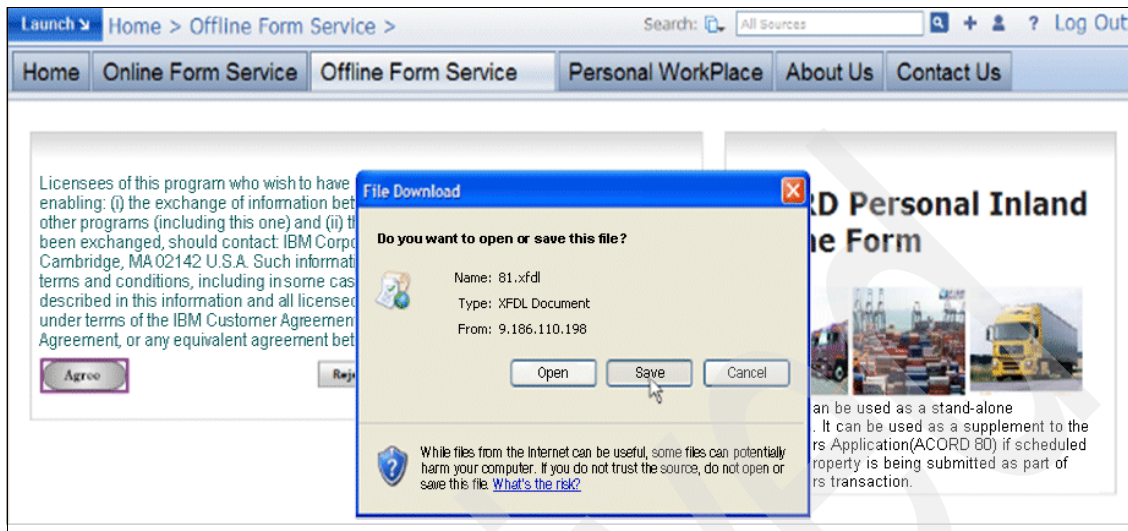 Launch Home > Offline Form Service > Search: All Sources + ? Log Out
Home Online Form Service Offline Form Service Personal WorkPlace About Us Contact Us
Licensees of this program who wish to have
enabling: (i) the exchange of information bet
other programs (including this one) and (ii) th
been exchanged, should contact: IBM Corpo
Cambridge, MA 02142 U.S.A. Such informati
terms and conditions, including in some cas
described in this information and all licensed
under terms of the IBM Customer Agreemen
Agreement, or any equivalent agreement bet
Agree
Reje
File Download
Do you want to open or save this file?
Name: 81.xfdl
Type: XFDL Document
From: 9.186.110.198
Open Save Cancel
While files from the Internet can be useful, some files can potentially
harm your computer. If you do not trust the source, do not open or
save this file. What's the risk?
RD Personal Inland
ne Form
an be used as a stand-alone
. It can be used as a supplement to the
rs Application(ACORD 80) if scheduled
roperty is being submitted as part of
rs transaction.